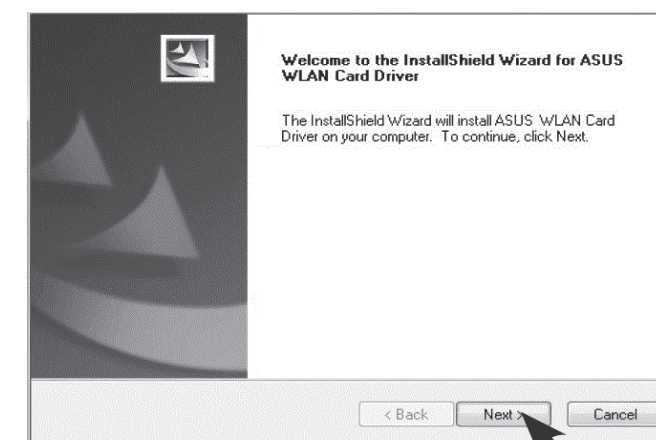 Welcome to the InstallShield Wizard for ASUS
WLAN Card Driver
The InstallShield Wizard will install ASUS WLAN Card
Driver on your computer. To continue, click Next.
< Back
Next >
Cancel